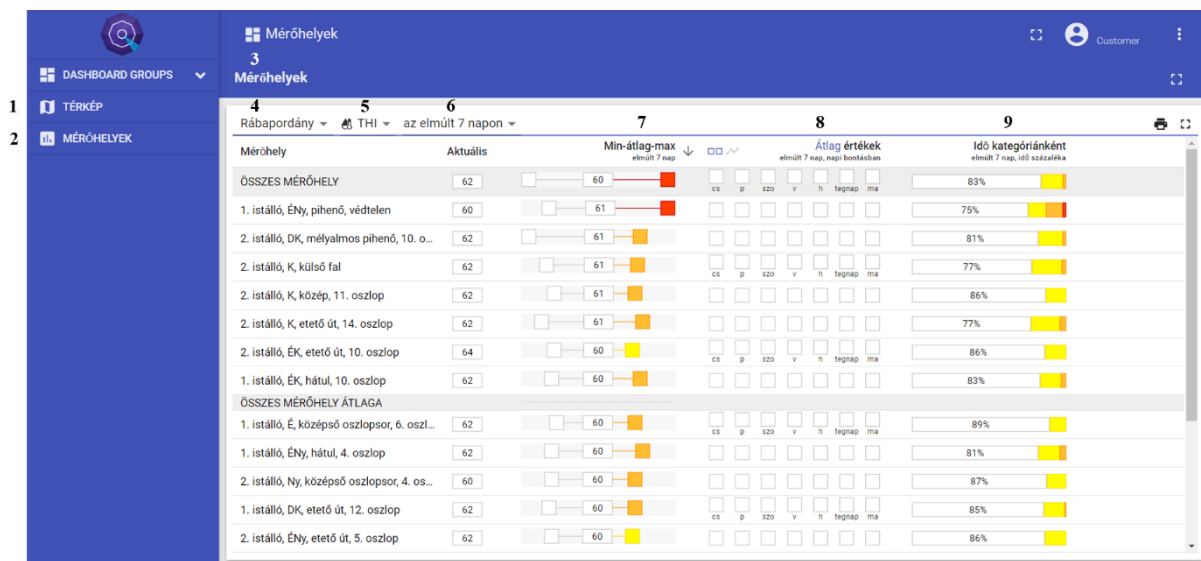 Mérőhelyek
Customer
3
DASHBOARD GROUPS
Mérőhelyek
1 TÉRKÉP
2 MÉRŐHELYEK
4 5 6
Rábapordány THI az elmúlt 7 napon 7 8 9
Mérőhely Aktuális Min-átlag-max Átlag értékek Idő kategóriánként
elmúlt 7 nap elmúlt 7 nap, napi bontásban elmúlt 7 nap, idő százaléka
ÖSSZES MÉRŐHELY 62 60 83%
cs p szo v h tegnap ma
1. istálló, ÉNy, pihenő, védtelen 60 61 75%
2. istálló, DK, mélyalmos pihenő, 10. o... 62 61 81%
2. istálló, K, külső fal 62 61 77%
cs p szo v h tegnap ma
2. istálló, K, közép, 11. oszlop 62 61 86%
2. istálló, K, etető út, 14. oszlop 62 61 77%
2. istálló, ÉK, etető út, 10. oszlop 64 60 86%
cs p szo v h tegnap ma
1. istálló, ÉK, hátul, 10. oszlop 62 60 83%
ÖSSZES MÉRŐHELY ÁTLAGA
1. istálló, É, középső oszlopsor, 6. oszl... 62 60 89%
cs p szo v h tegnap ma
1. istálló, ÉNy, hátul, 4. oszlop 62 60 81%
2. istálló, Ny, középső oszlopsor, 4. os... 60 60 87%
1. istálló, DK, etető út, 12. oszlop 62 60 85%
cs p szo v h tegnap ma
2. istálló, ÉNy, etető út, 5. oszlop 62 60 86%